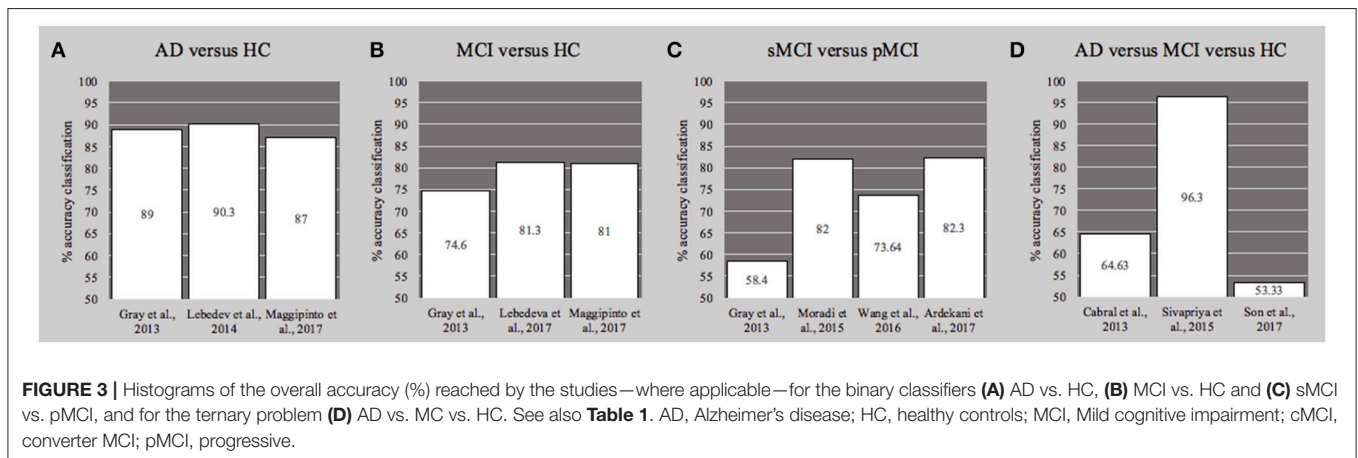 A AD versus HC
% accuracy classification
100
95
90
85
80
75
70
65
60
55
50
89
90.3
87
Gray et al., 2013
Lebedev et al., 2014
Maggipinto et al., 2017
B MCI versus HC
% accuracy classification
100
95
90
85
80
75
70
65
60
55
50
74.6
81.3
81
Gray et al., 2013
Lebedeva et al., 2017
Maggipinto et al., 2017
C sMCI versus pMCI
% accuracy classification
100
95
90
85
80
75
70
65
60
55
50
58.4
82
73.64
82.3
Gray et al., 2013
Moradi et al., 2015
Wang et al., 2016
Ardekani et al., 2017
D AD versus MCI versus HC
% accuracy classification
100
95
90
85
80
75
70
65
60
55
50
64.63
96.3
53.33
Cabral et al., 2013
Sivapriya et al., 2015
Son et al., 2017
FIGURE 3 | Histograms of the overall accuracy (%) reached by the studies—where applicable—for the binary classifiers (A) AD vs. HC, (B) MCI vs. HC and (C) sMCI
vs. pMCI, and for the ternary problem (D) AD vs. MC vs. HC. See also Table 1. AD, Alzheimer's disease; HC, healthy controls; MCI, Mild cognitive impairment; cMCI,
converter MCI; pMCI, progressive.